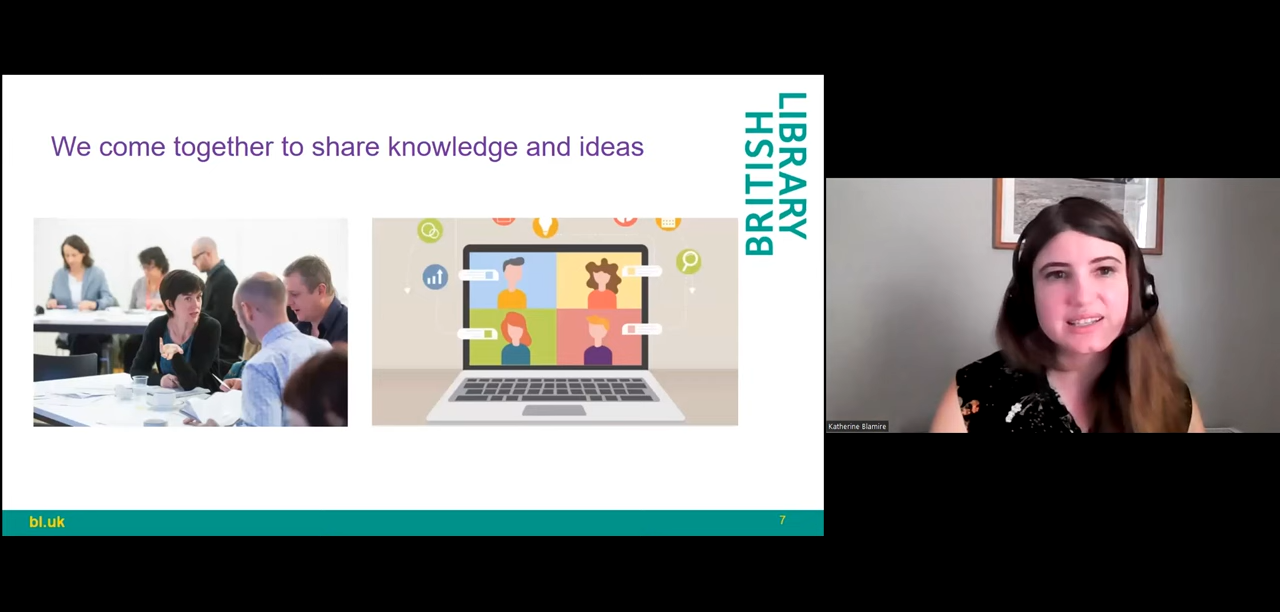 We come together to share knowledge and ideas
LIBRARY
BRITISH
bl.uk
7
Katherine Blamire